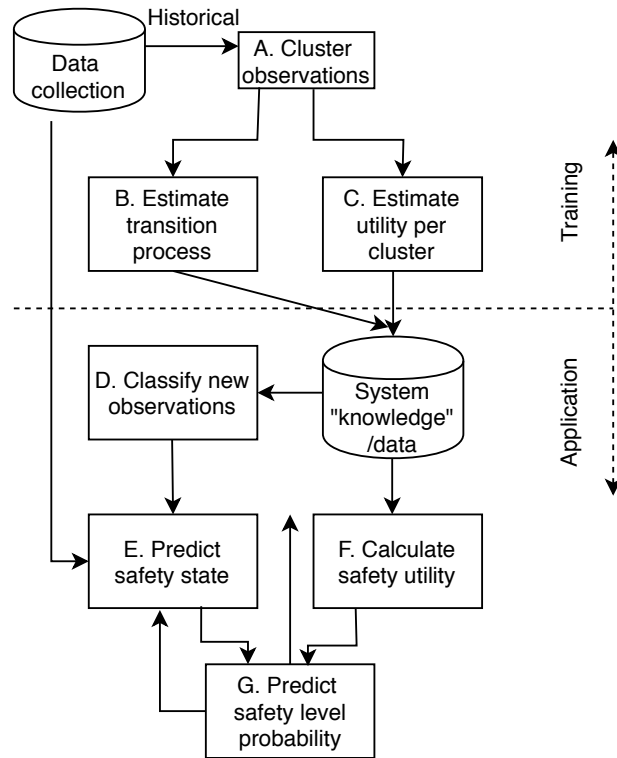 Historical
Data
collection
A. Cluster
observations
B. Estimate
transition
process
C. Estimate
utility per
cluster
Training
D. Classify new
observations
System
"knowledge"
/data
Application
E. Predict
safety state
F. Calculate
safety utility
G. Predict
safety level
probability